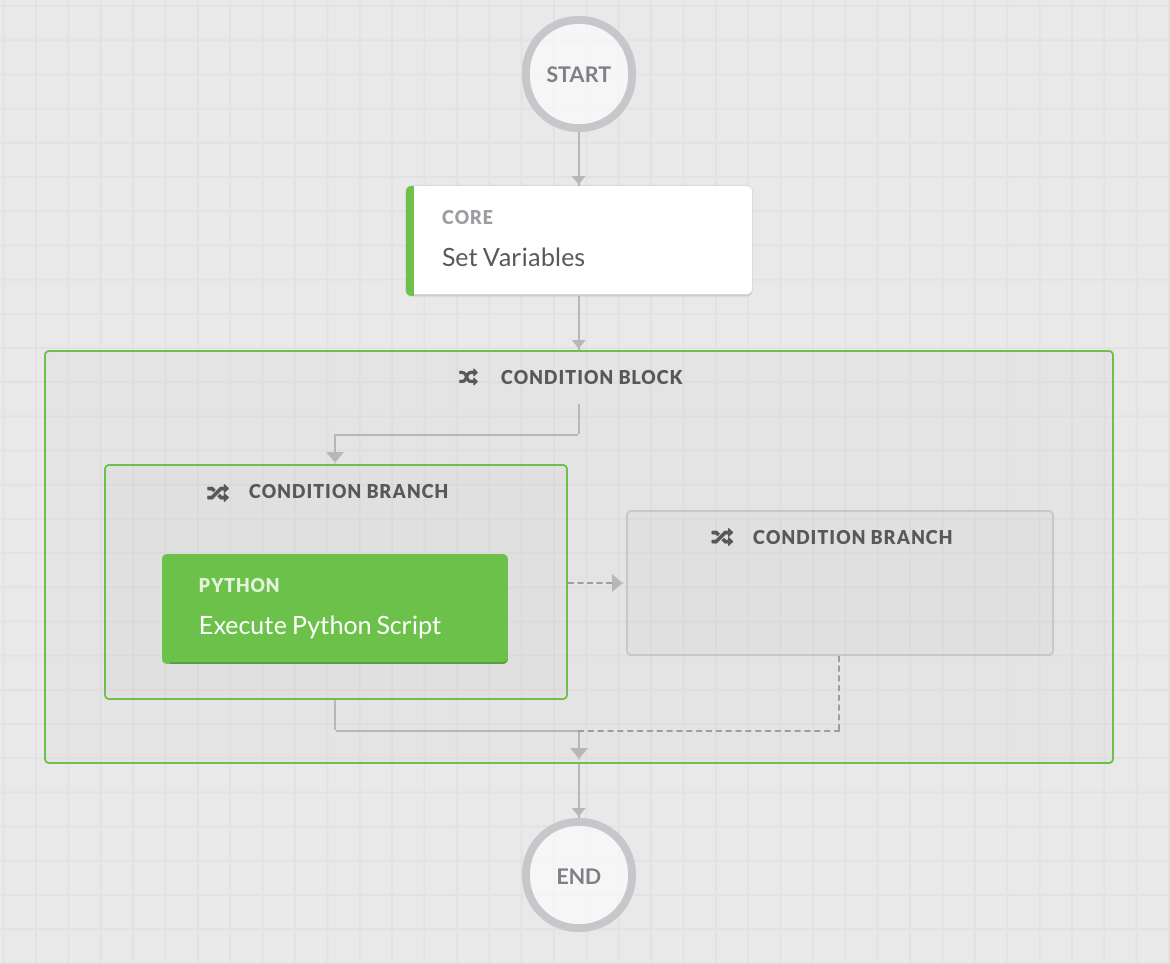 START
CORE
Set Variables
CONDITION BLOCK
CONDITION BRANCH
PYTHON
Execute Python Script
CONDITION BRANCH
END